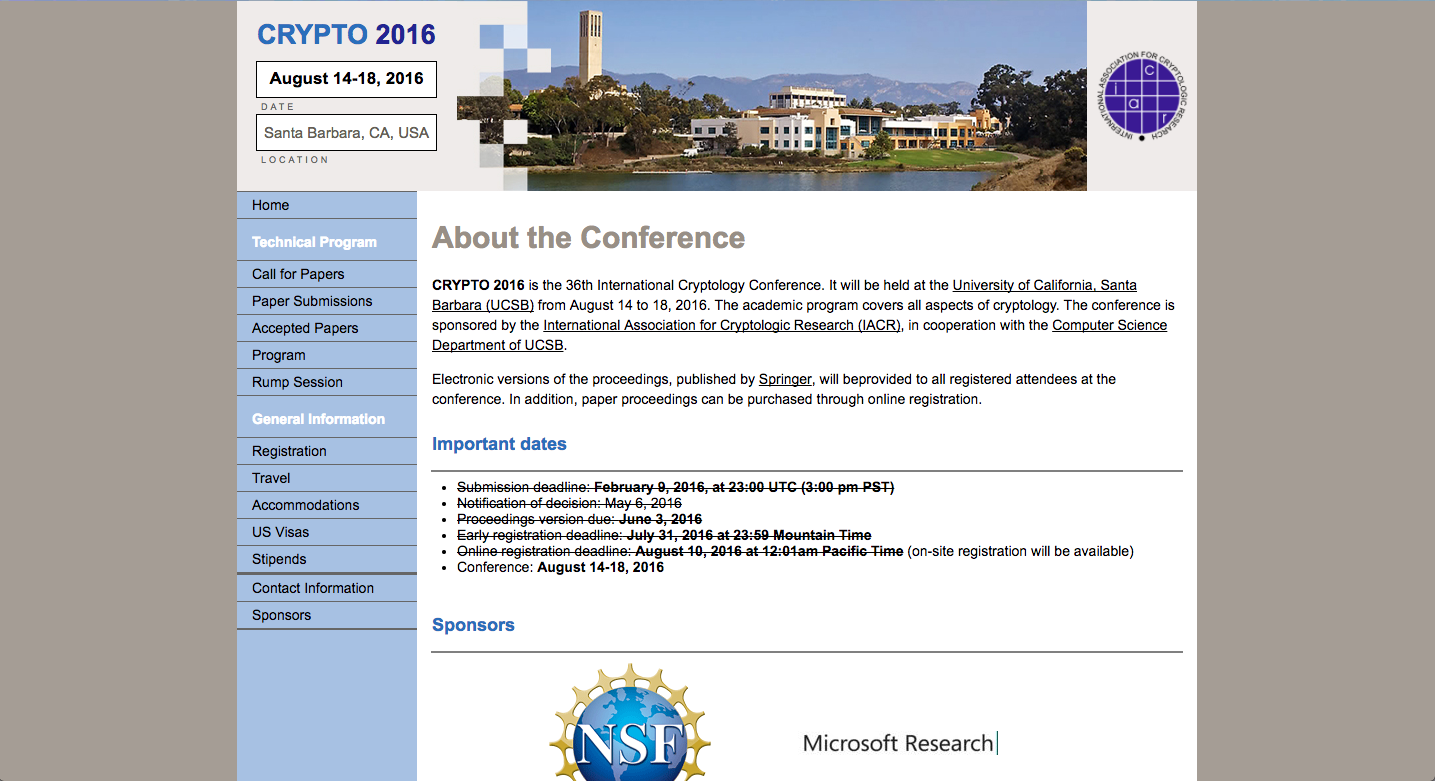 CRYPTO 2016
August 14-18, 2016
DATE
Santa Barbara, CA, USA
LOCATION
INTERNATIONAL ASSOCIATION FOR CRYPTOLOGIC RESEARCH
i a c r
Home
Technical Program
Call for Papers
Paper Submissions
Accepted Papers
Program
Rump Session
General Information
Registration
Travel
Accommodations
US Visas
Stipends
Contact Information
Sponsors
About the Conference
CRYPTO 2016 is the 36th International Cryptology Conference. It will be held at the University of California, Santa
Barbara (UCSB) from August 14 to 18, 2016. The academic program covers all aspects of cryptology. The conference is
sponsored by the International Association for Cryptologic Research (IACR), in cooperation with the Computer Science
Department of UCSB.
Electronic versions of the proceedings, published by Springer, will beprovided to all registered attendees at the
conference. In addition, paper proceedings can be purchased through online registration.
Important dates
Submission deadline: February 9, 2016, at 23:00 UTC (3:00 pm PST)
Notification of decision: May 6, 2016
Proceedings version due: June 3, 2016
Early registration deadline: July 31, 2016 at 23:59 Mountain Time
Online registration deadline: August 10, 2016 at 12:01am Pacific Time (on-site registration will be available)
Conference: August 14-18, 2016
Sponsors
NSF
Microsoft Research